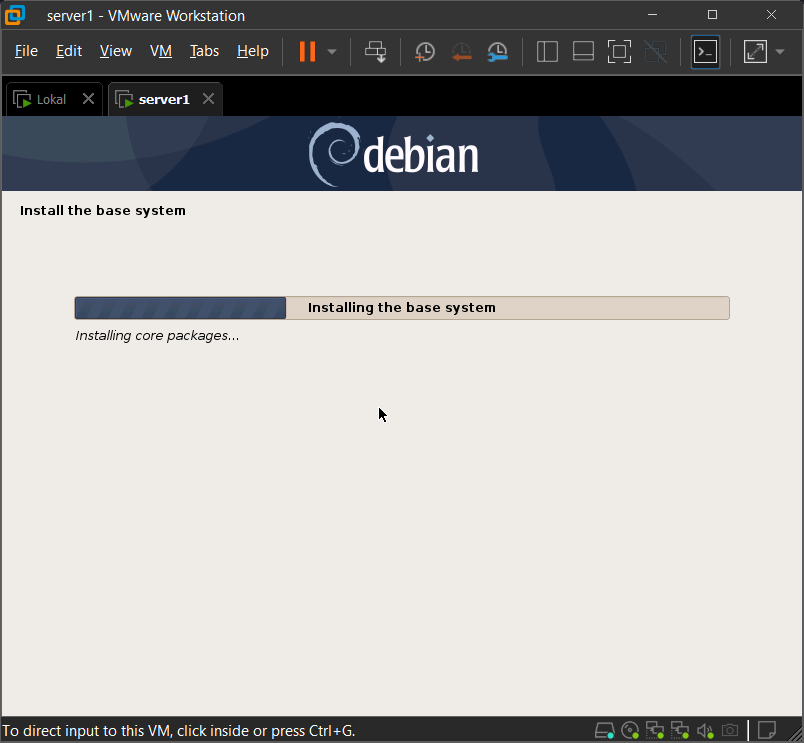 server1 - VMware Workstation
File Edit View VM Tabs Help
Lokal server1
debian
Install the base system
Installing the base system
Installing core packages...
To direct input to this VM, click inside or press Ctrl+G.